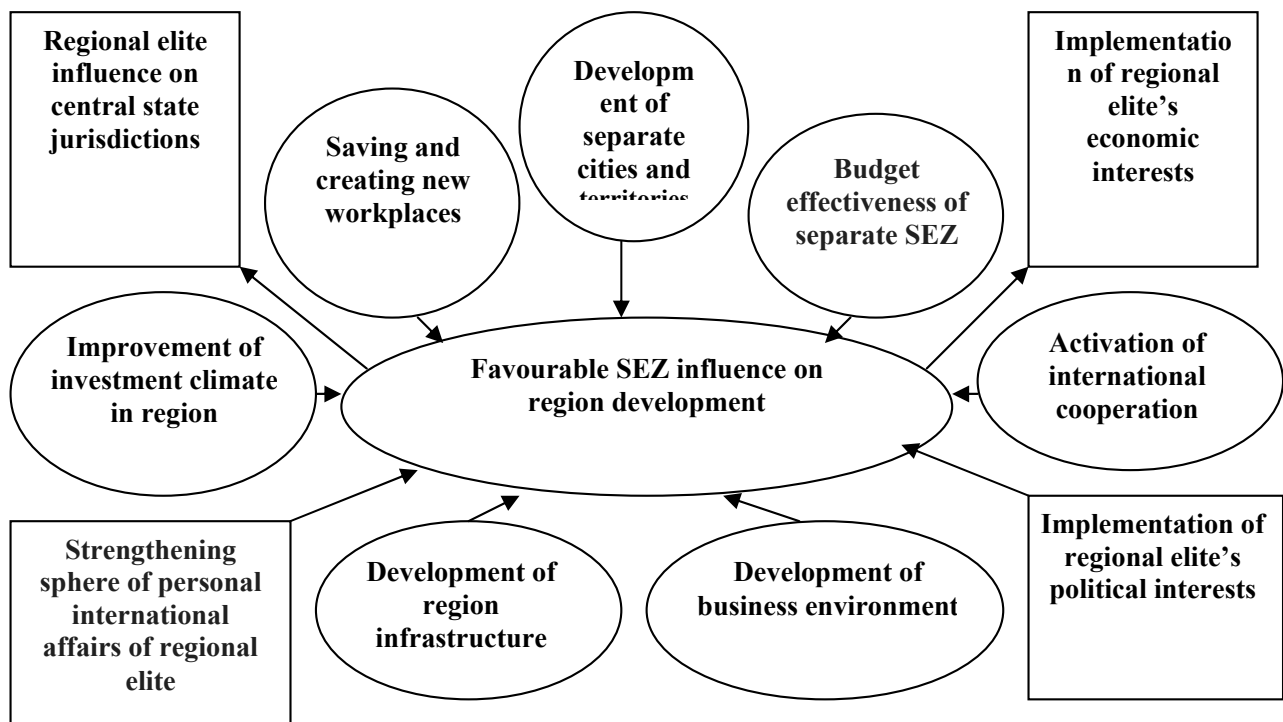 Regional elite
influence on
central state
jurisdictions
Saving and
creating new
workplaces
Developm
ent of
separate
cities and
territories
Budget
effectiveness of
separate SEZ
Implementatio
n of regional
elite’s
economic
interests
Improvement of
investment climate
in region
Favourable SEZ influence on
region development
Activation of
international
cooperation
Strengthening
sphere of personal
international
affairs of regional
elite
Development of
region
infrastructure
Development of
business environment
Implementation of
regional elite’s
political interests